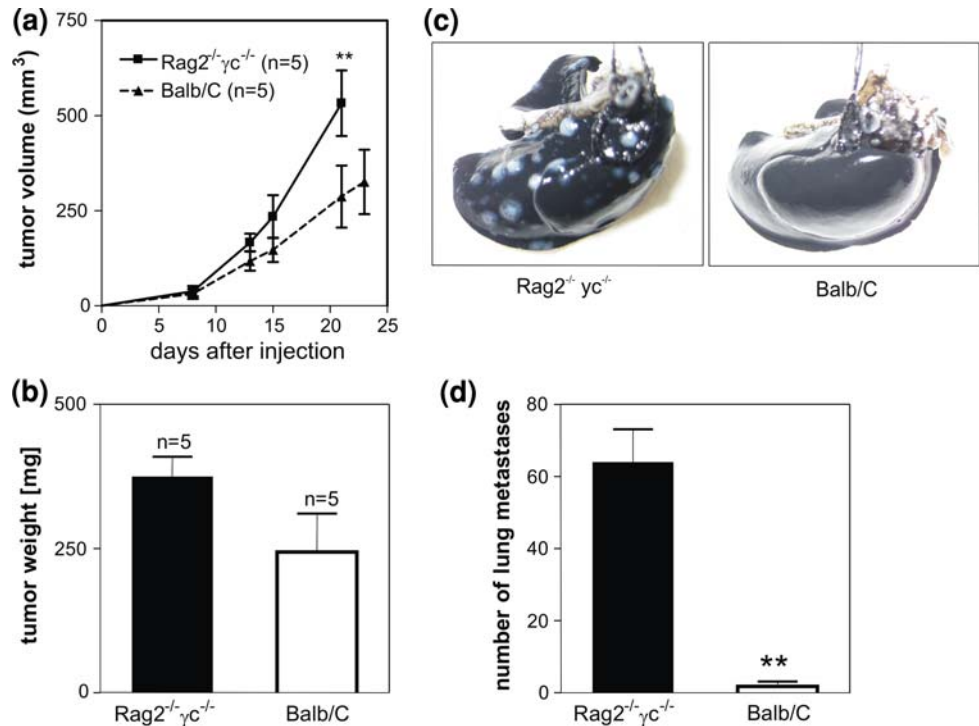 (a)
750
500
250
0
tumor volume (mm³)
Rag2⁻/⁻γc⁻/⁻ (n=5)
Balb/C (n=5)
**
0 5 10 15 20 25
days after injection
(c)
Rag2⁻/⁻ yc⁻/⁻
Balb/C
(b)
500
250
0
tumor weight [mg]
n=5
n=5
Rag2⁻/⁻γc⁻/⁻
Balb/C
(d)
80
60
40
20
0
number of lung metastases
**
Rag2⁻/⁻γc⁻/⁻
Balb/C